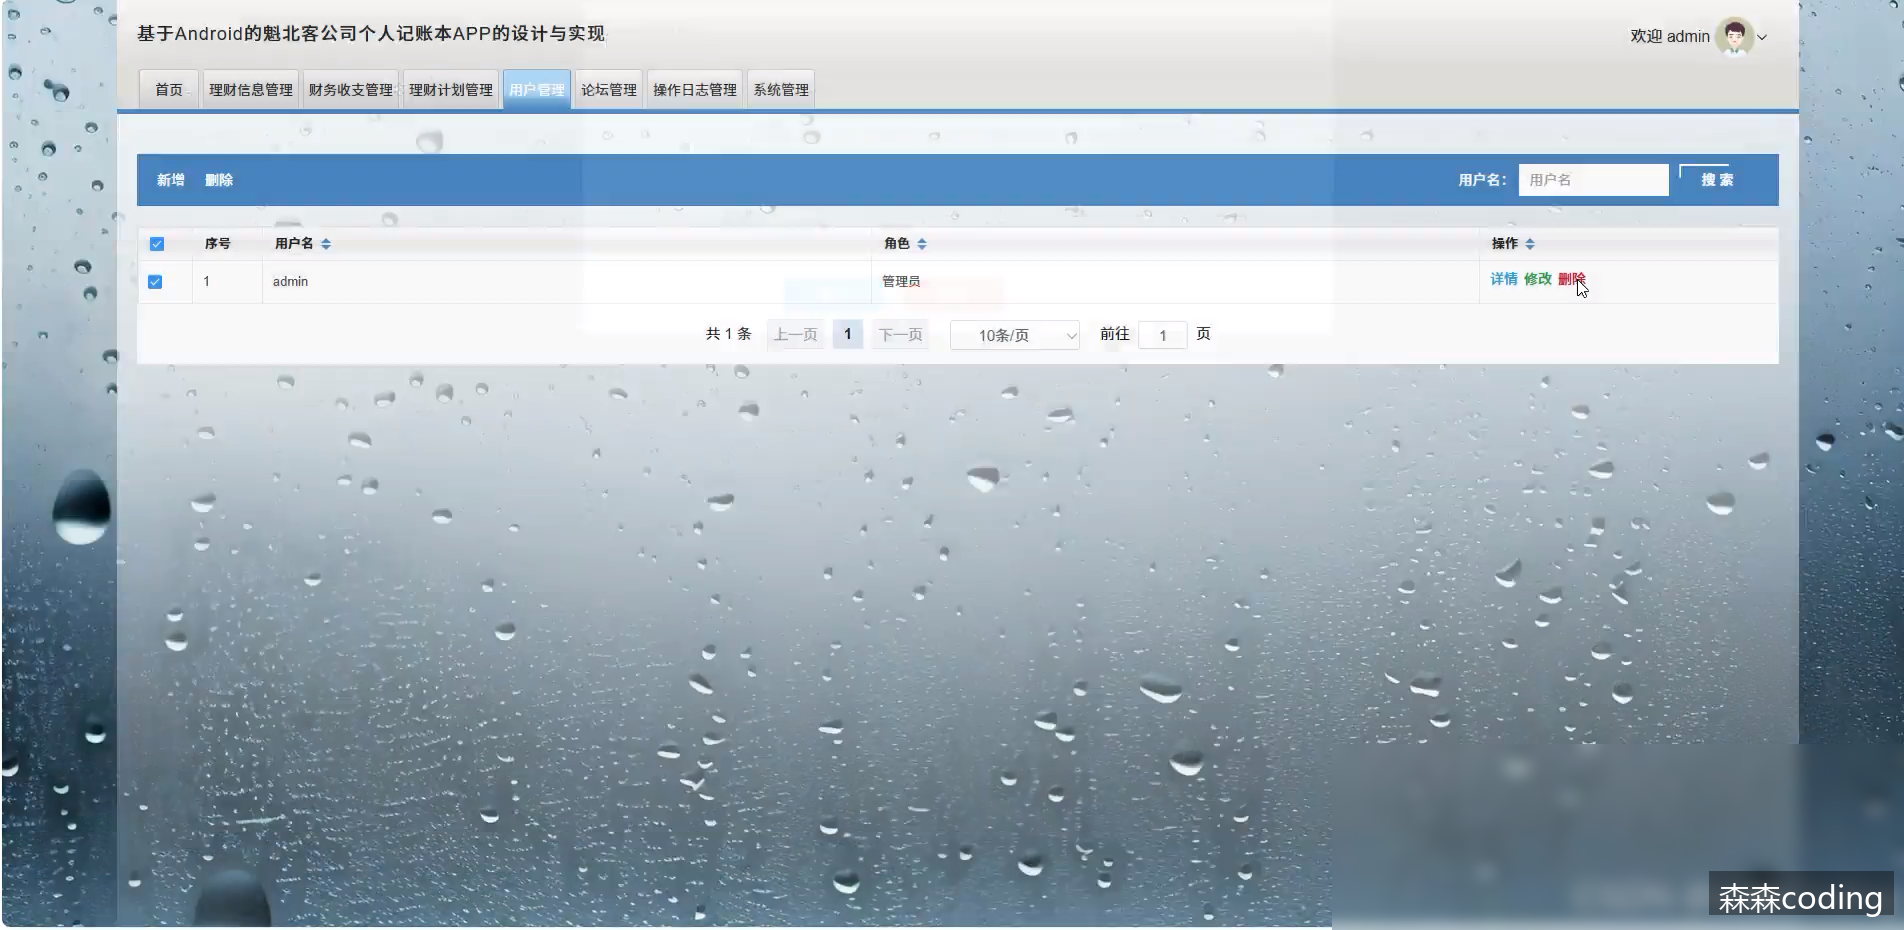 基于Android的魁北客公司个人记账本APP的设计与实现
欢迎 admin
首页 理财信息管理 财务收支管理 理财计划管理 用户管理 论坛管理 操作日志管理 系统管理
新增 删除 用户名： 用户名 搜索
序号 用户名 角色 操作
1 admin 管理员 详情 修改 删除
共 1 条 上一页 1 下一页 10条/页 前往 1 页
森森coding